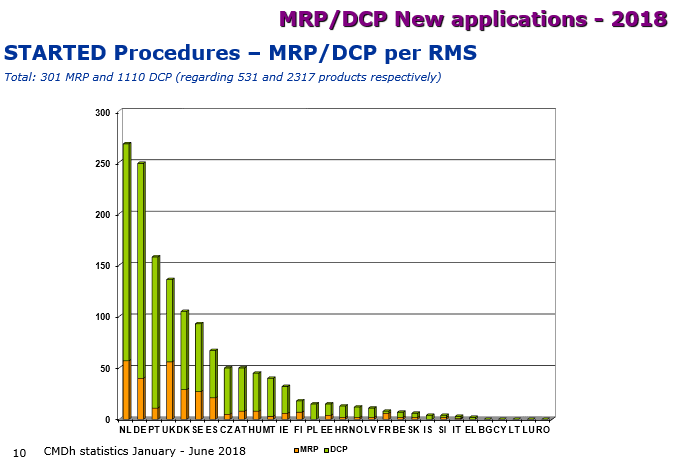 MRP/DCP New applications - 2018
STARTED Procedures – MRP/DCP per RMS
Total: 301 MRP and 1110 DCP (regarding 531 and 2317 products respectively)
300
250
200
150
100
50
0
NL DE PT UK DK SE ES CZ AT HU MT IE FI PL EE HR NO LV FR BE SK IS SI IT EL BG CY LT LU RO
MRP DCP
10 CMDh statistics January - June 2018